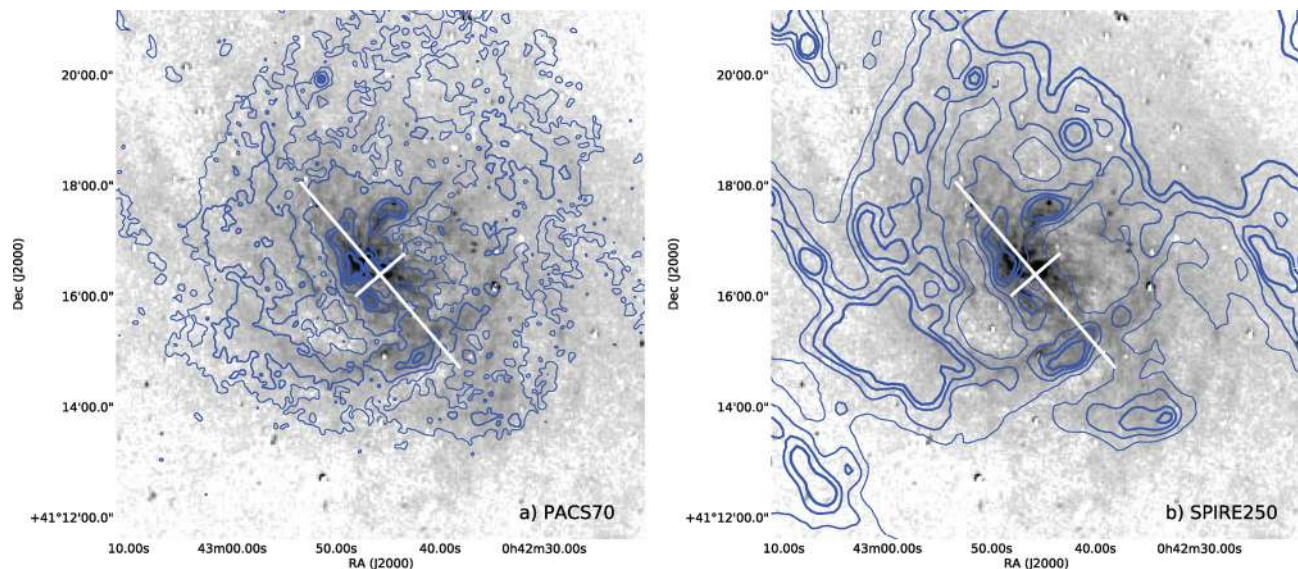 20'00.0"
18'00.0"
Dec (J2000)
16'00.0"
14'00.0"
+41°12'00.0"
a) PACS70
10.00s 43m00.00s 50.00s 40.00s 0h42m30.00s
RA (J2000)
20'00.0"
18'00.0"
Dec (J2000)
16'00.0"
14'00.0"
+41°12'00.0"
b) SPIRE250
10.00s 43m00.00s 50.00s 40.00s 0h42m30.00s
RA (J2000)